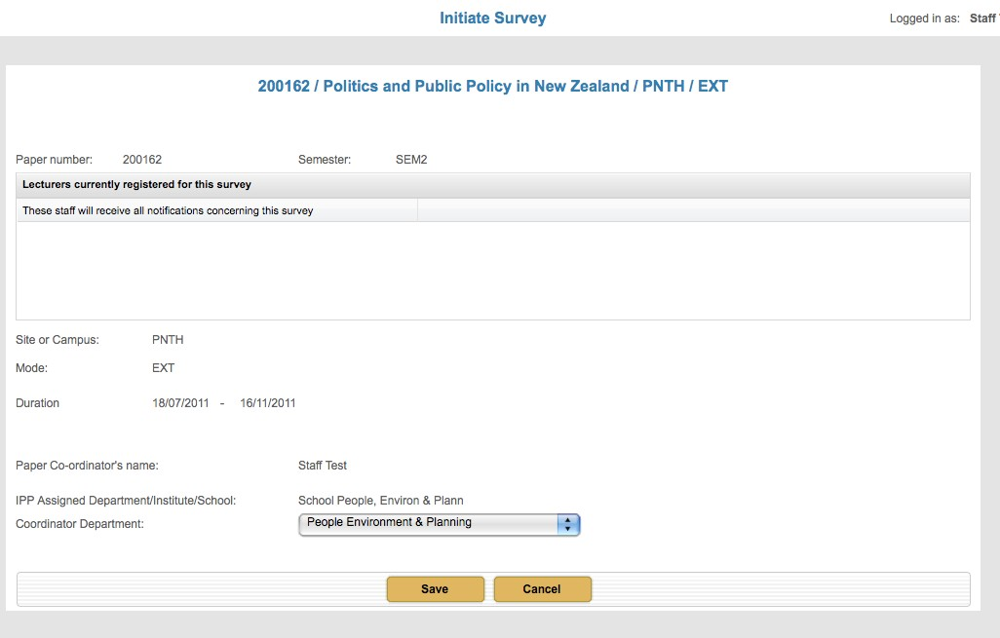 Initiate Survey
Logged in as: Staff
200162 / Politics and Public Policy in New Zealand / PNTH / EXT
Paper number: 200162 Semester: SEM2
Lecturers currently registered for this survey
These staff will receive all notifications concerning this survey
Site or Campus: PNTH
Mode: EXT
Duration 18/07/2011 - 16/11/2011
Paper Co-ordinator's name: Staff Test
IPP Assigned Department/Institute/School: School People, Environ & Plann
Coordinator Department: People Environment & Planning
Save Cancel